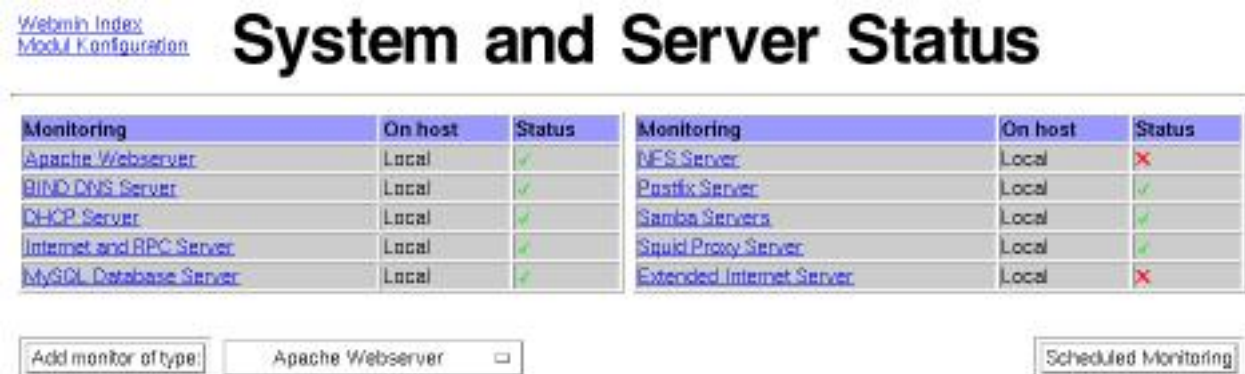 Webmin Index
Modul Konfiguration
System and Server Status
Monitoring On host Status Monitoring On host Status
Apache Webserver Local NFS Server Local
BIND DNS Server Local Postfix Server Local
DHCP Server Local Samba Servers Local
Internet and RPC Server Local Squid Proxy Server Local
MySQL Database Server Local Extended Internet Server Local
Add monitor of type: Apache Webserver Scheduled Monitoring